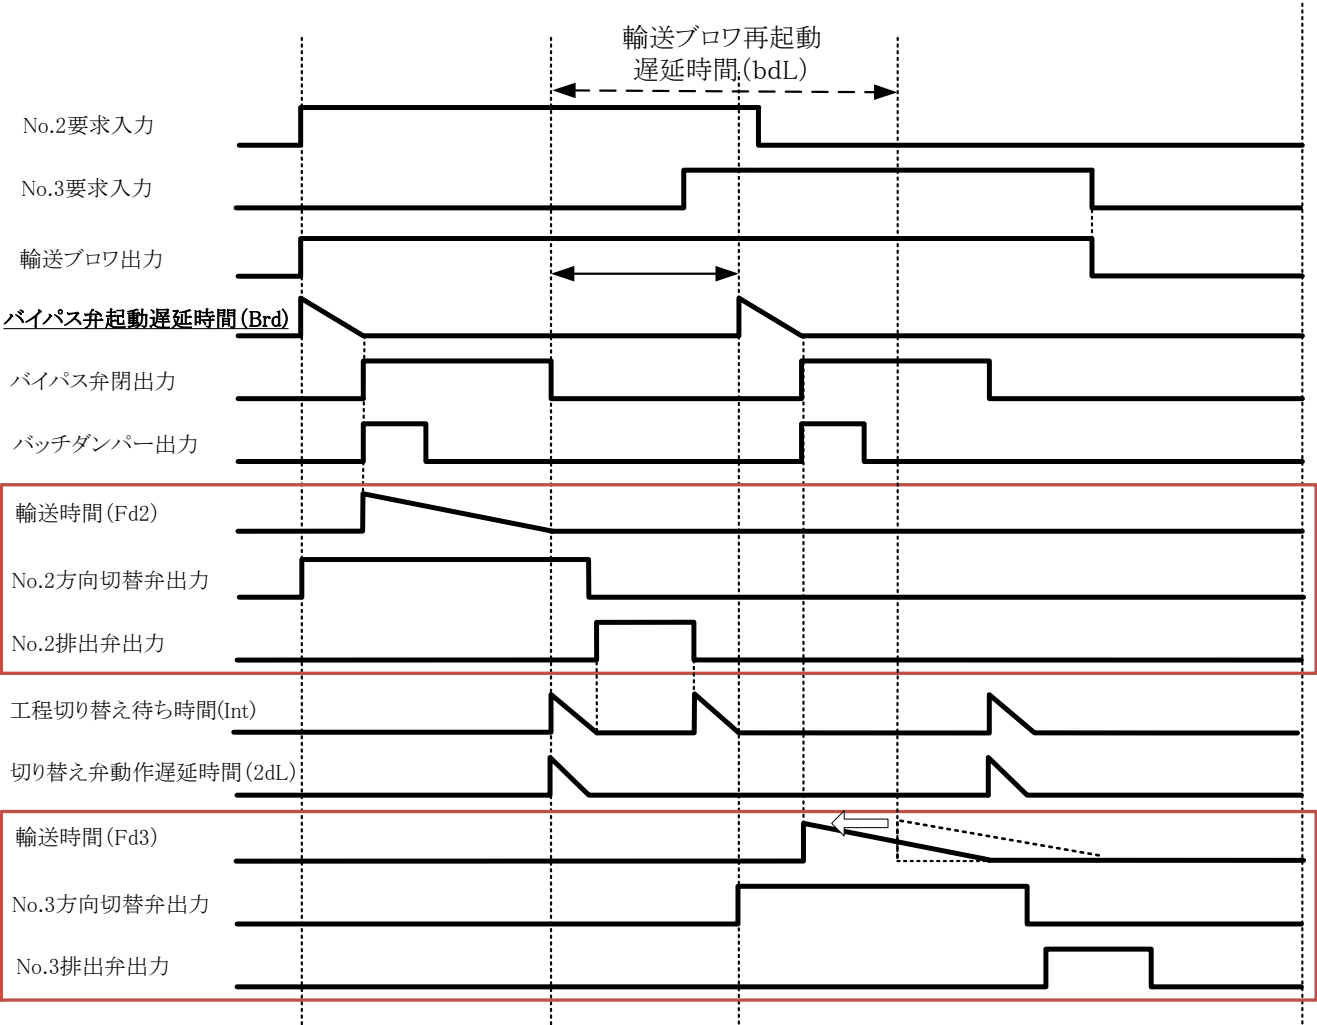 輸送ブロワ再起動
遅延時間(bdL)
No.2要求入力
No.3要求入力
輸送ブロワ出力
バイパス弁起動遅延時間(Brd)
バイパス弁閉出力
バッチダンパー出力
輸送時間(Fd2)
No.2方向切替弁出力
No.2排出弁出力
工程切り替え待ち時間(Int)
切り替え弁動作遅延時間(2dL)
輸送時間(Fd3)
No.3方向切替弁出力
No.3排出弁出力